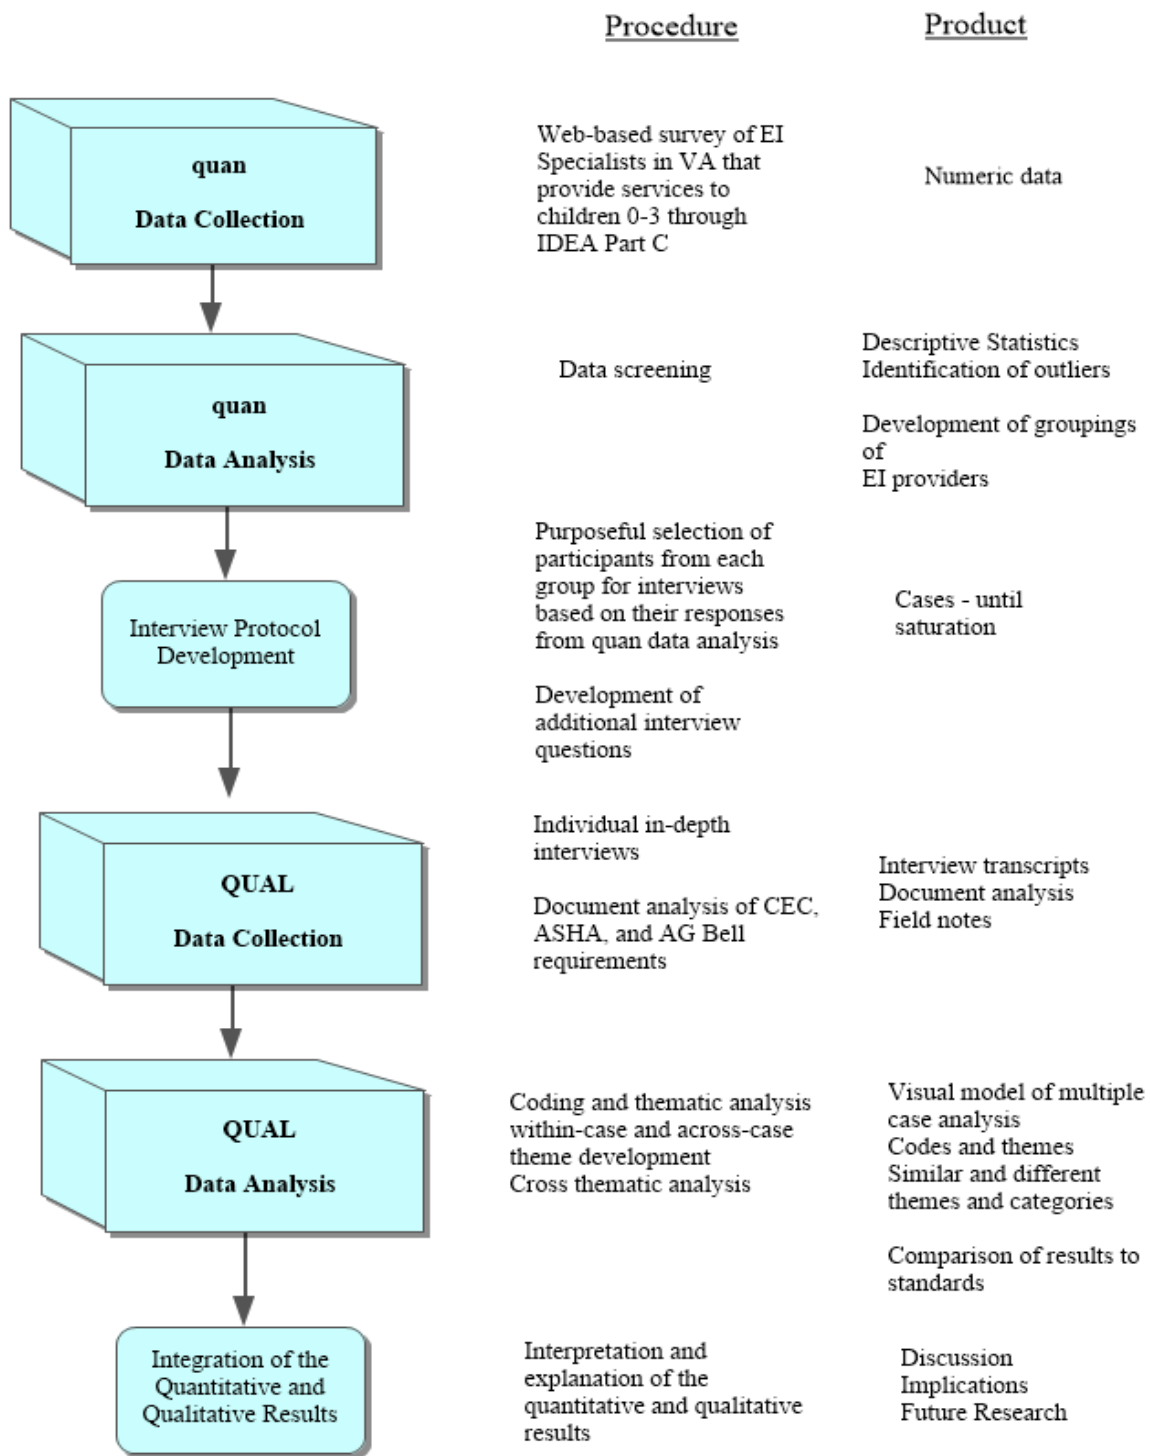 Procedure
Product
quan
Data Collection
Web-based survey of EI
Specialists in VA that
provide services to
children 0-3 through
IDEA Part C
Numeric data
quan
Data Analysis
Data screening
Descriptive Statistics
Identification of outliers
Development of groupings
of
EI providers
Interview Protocol
Development
Purposeful selection of
participants from each
group for interviews
based on their responses
from quan data analysis
Development of
additional interview
questions
Cases - until
saturation
QUAL
Data Collection
Individual in-depth
interviews
Document analysis of CEC,
ASHA, and AG Bell
requirements
Interview transcripts
Document analysis
Field notes
QUAL
Data Analysis
Coding and thematic analysis
within-case and across-case
theme development
Cross thematic analysis
Visual model of multiple
case analysis
Codes and themes
Similar and different
themes and categories
Comparison of results to
standards
Integration of the
Quantitative and
Qualitative Results
Interpretation and
explanation of the
quantitative and qualitative
results
Discussion
Implications
Future Research